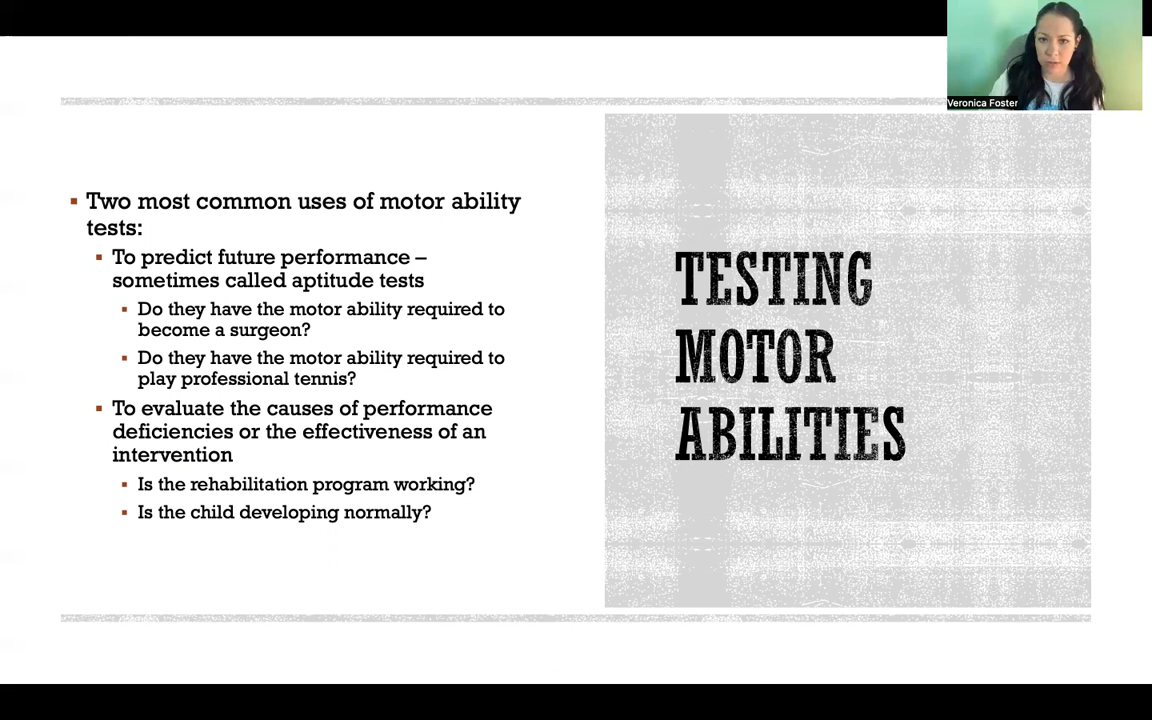 Veronica Foster
Two most common uses of motor ability
tests:
To predict future performance –
sometimes called aptitude tests
Do they have the motor ability required to
become a surgeon?
Do they have the motor ability required to
play professional tennis?
To evaluate the causes of performance
deficiencies or the effectiveness of an
intervention
Is the rehabilitation program working?
Is the child developing normally?
TESTING
MOTOR
ABILITIES